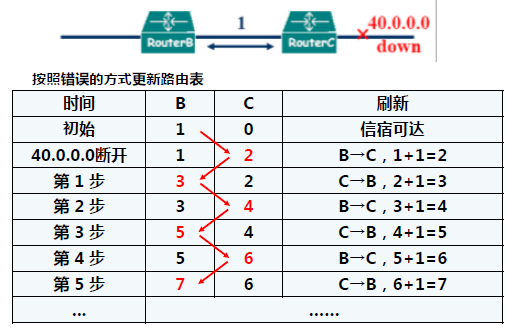 1
40.0.0.0
RouterB
RouterC
down
按照错误的方式更新路由表
时间 B C 刷新
初始 1 0 信宿可达
40.0.0.0断开 1 2 B→C，1+1=2
第 1 步 3 2 C→B，2+1=3
第 2 步 3 4 B→C，3+1=4
第 3 步 5 4 C→B，4+1=5
第 4 步 5 6 B→C，5+1=6
第 5 步 7 6 C→B，6+1=7
... ......